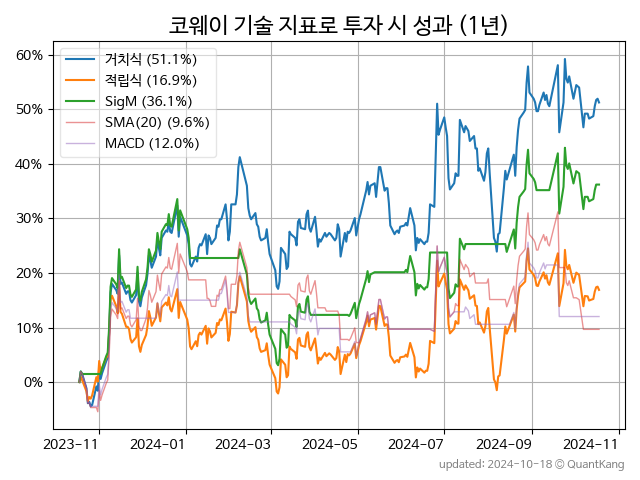 코웨이 기술 지표로 투자 시 성과 (1년)
60%
50%
40%
30%
20%
10%
0%
거치식 (51.1%)
적립식 (16.9%)
SigM (36.1%)
SMA(20) (9.6%)
MACD (12.0%)
2023-11 2024-01 2024-03 2024-05 2024-07 2024-09 2024-11
updated: 2024-10-18 ⓒ QuantKang